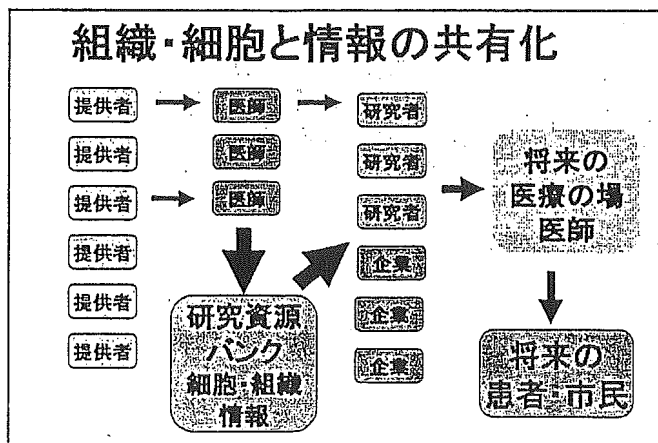 組織・細胞と情報の共有化
提供者
提供者
提供者
提供者
提供者
提供者
医師
医師
医師
研究資源
バンク
細胞・組織
情報
研究者
研究者
研究者
企業
企業
企業
将来の
医療の場
医師
将来の
患者・市民